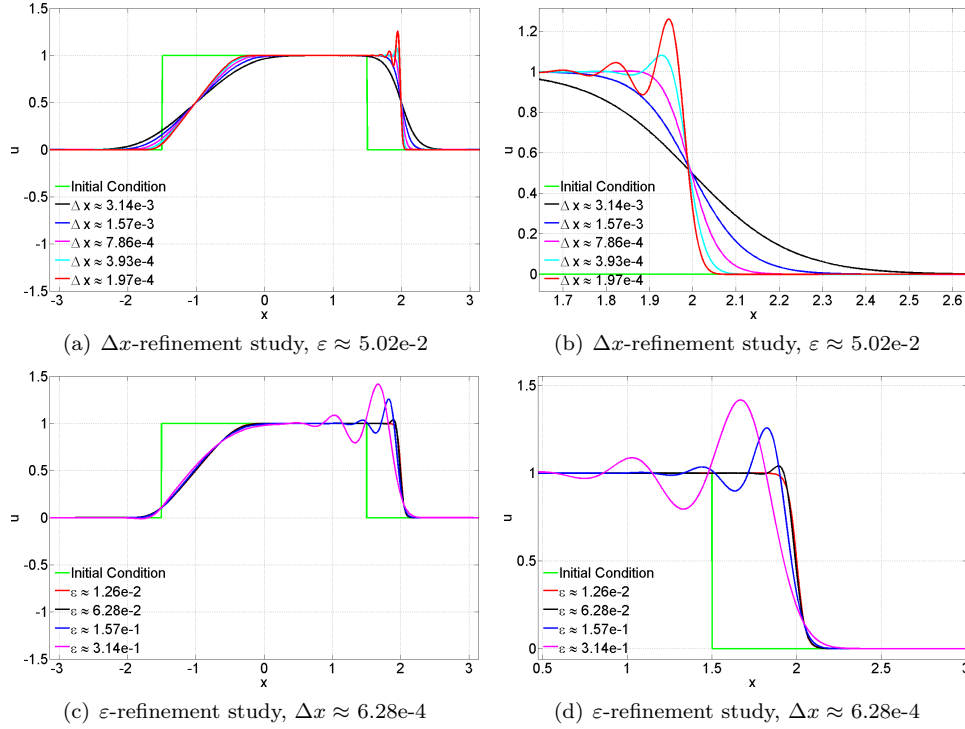 1.5
1
0.5
0
-0.5
-1
-1.5
u
Initial Condition
Δ x ≈ 3.14e-3
Δ x ≈ 1.57e-3
Δ x ≈ 7.86e-4
Δ x ≈ 3.93e-4
Δ x ≈ 1.97e-4
-3 -2 -1 0 1 2 3
x
(a) Δx-refinement study, ε ≈ 5.02e-2
1.2
1
0.8
0.6
0.4
0.2
0
u
Initial Condition
Δ x ≈ 3.14e-3
Δ x ≈ 1.57e-3
Δ x ≈ 7.86e-4
Δ x ≈ 3.93e-4
Δ x ≈ 1.97e-4
1.7 1.8 1.9 2 2.1 2.2 2.3 2.4 2.5 2.6
x
(b) Δx-refinement study, ε ≈ 5.02e-2
1.5
1
0.5
0
-0.5
-1
-1.5
u
Initial Condition
ε ≈ 1.26e-2
ε ≈ 6.28e-2
ε ≈ 1.57e-1
ε ≈ 3.14e-1
-3 -2 -1 0 1 2 3
x
(c) ε-refinement study, Δx ≈ 6.28e-4
1.5
1
0.5
0
u
Initial Condition
ε ≈ 1.26e-2
ε ≈ 6.28e-2
ε ≈ 1.57e-1
ε ≈ 3.14e-1
0.5 1 1.5 2 2.5 3
x
(d) ε-refinement study, Δx ≈ 6.28e-4